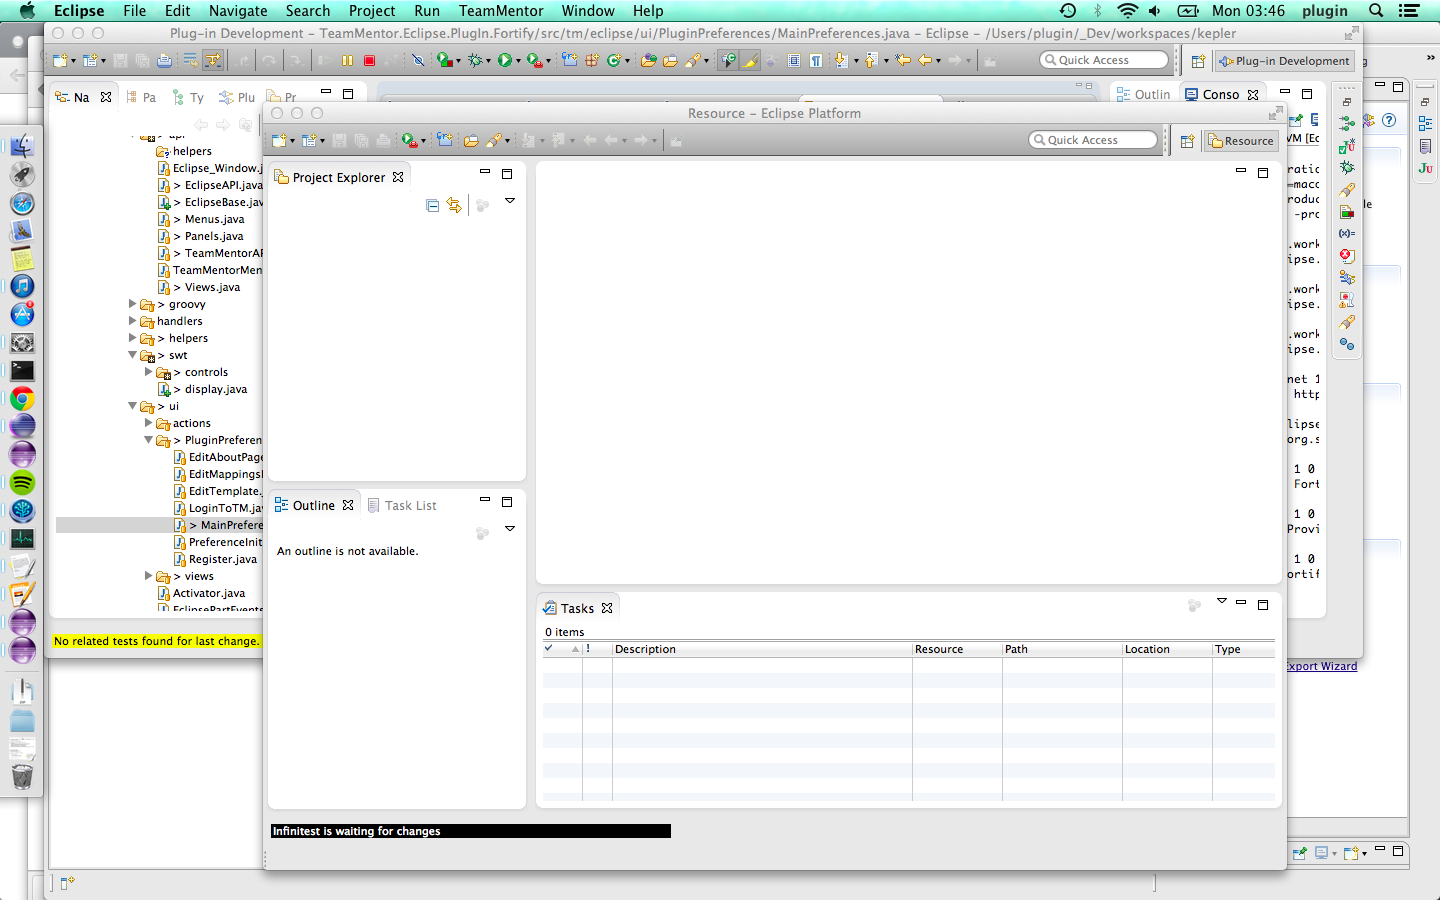 Eclipse File Edit Navigate Search Project Run TeamMentor Window Help Mon 03:46 plugin
Plug-in Development – TeamMentor.Eclipse.PlugIn.Fortify/src/tm/eclipse/ui/PluginPreferences/MainPreferences.java – Eclipse – /Users/plugin/_Dev/workspaces/kepler
Quick Access Plug-in Development
Na Pa Ty Plu Pr Outlin Conso
Resource – Eclipse Platform
Quick Access Resource
helpers
Eclipse_Window.j
> EclipseAPI.java
> EclipseBase.jav
> Menus.java
> Panels.java
> TeamMentorAF
TeamMentorMen
> Views.java
> groovy
handlers
> helpers
> swt
> controls
> display.java
> ui
actions
> PluginPreferen
EditAboutPage
EditMappings
EditTemplate.
LoginToTM.jav
> MainPrefere
PreferenceInit
Register.java
> views
Activator.java
EclipsePartEvents
No related tests found for last change.
Project Explorer
Outline Task List
An outline is not available.
Tasks
0 items
! Description Resource Path Location Type
Infinitest is waiting for changes
VM [Ec
ratio
=maco
roduc
-pro
.work
ipse.
.work
ipse.
.work
ipse.
net 1
http
lipse
org.s
1 0
Fort
1 0
Provi
1 0
ortif
le
Export Wizard